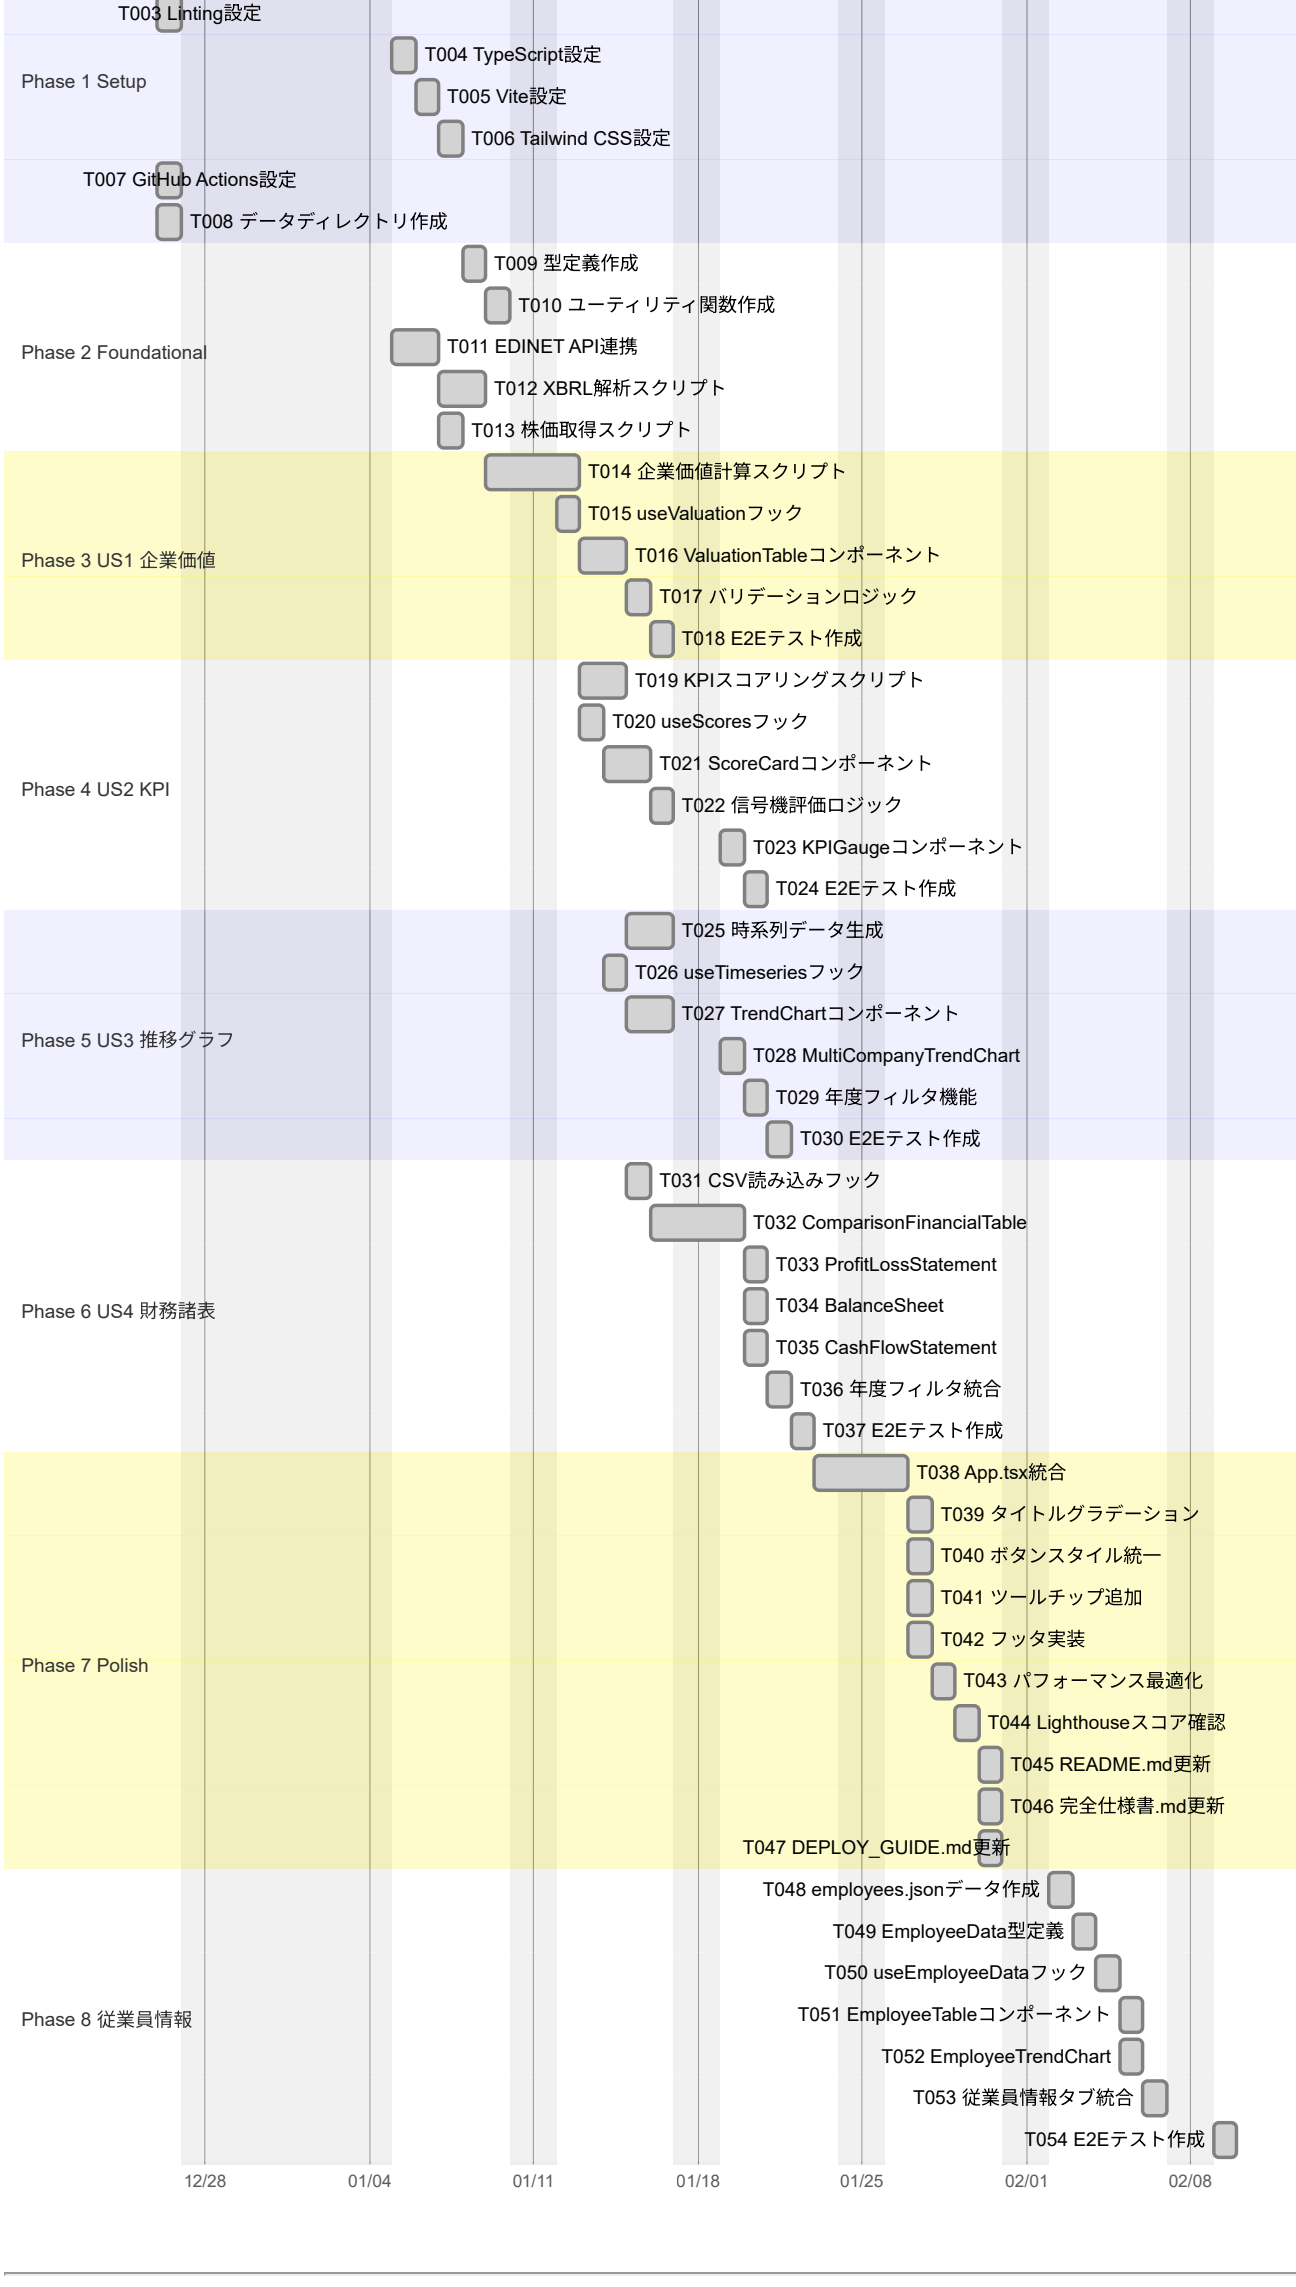 T003 Linting設定
T004 TypeScript設定
Phase 1 Setup
T005 Vite設定
T006 Tailwind CSS設定
T007 GitHub Actions設定
T008 データディレクトリ作成
T009 型定義作成
T010 ユーティリティ関数作成
Phase 2 Foundational
T011 EDINET API連携
T012 XBRL解析スクリプト
T013 株価取得スクリプト
T014 企業価値計算スクリプト
T015 useValuationフック
Phase 3 US1 企業価値
T016 ValuationTableコンポーネント
T017 バリデーションロジック
T018 E2Eテスト作成
T019 KPIスコアリングスクリプト
T020 useScoresフック
T021 ScoreCardコンポーネント
Phase 4 US2 KPI
T022 信号機評価ロジック
T023 KPIGaugeコンポーネント
T024 E2Eテスト作成
T025 時系列データ生成
T026 useTimeseriesフック
T027 TrendChartコンポーネント
Phase 5 US3 推移グラフ
T028 MultiCompanyTrendChart
T029 年度フィルタ機能
T030 E2Eテスト作成
T031 CSV読み込みフック
T032 ComparisonFinancialTable
T033 ProfitLossStatement
T034 BalanceSheet
Phase 6 US4 財務諸表
T035 CashFlowStatement
T036 年度フィルタ統合
T037 E2Eテスト作成
T038 App.tsx統合
T039 タイトルグラデーション
T040 ボタンスタイル統一
T041 ツールチップ追加
T042 フッタ実装
Phase 7 Polish
T043 パフォーマンス最適化
T044 Lighthouseスコア確認
T045 README.md更新
T046 完全仕様書.md更新
T047 DEPLOY_GUIDE.md更新
T048 employees.jsonデータ作成
T049 EmployeeData型定義
T050 useEmployeeDataフック
Phase 8 従業員情報
T051 EmployeeTableコンポーネント
T052 EmployeeTrendChart
T053 従業員情報タブ統合
T054 E2Eテスト作成
12/28 01/04 01/11 01/18 01/25 02/01 02/08